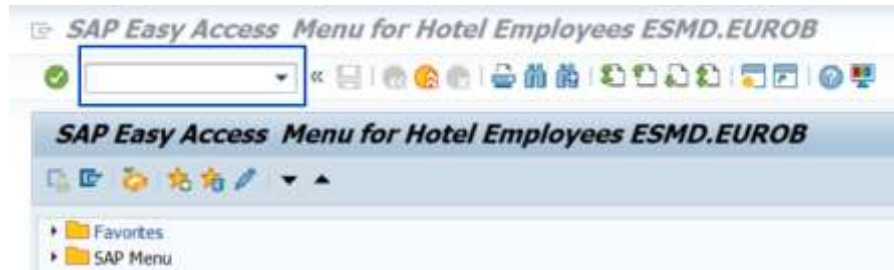 SAP Easy Access Menu for Hotel Employees ESMD.EUROB
SAP Easy Access Menu for Hotel Employees ESMD.EUROB
Favorites
SAP Menu